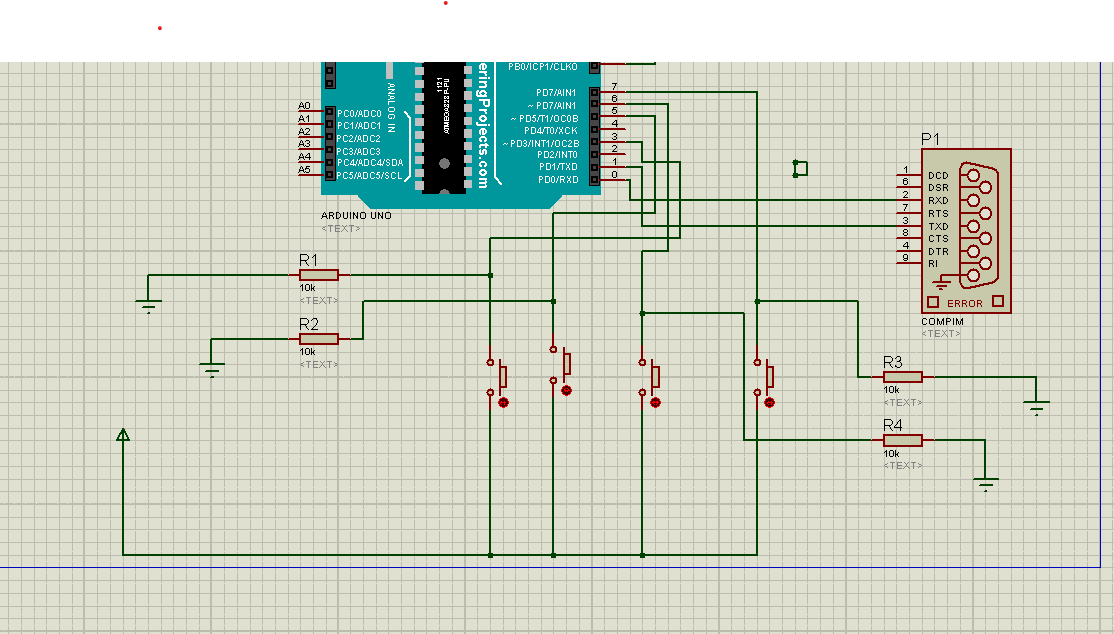 PB0/ICP1/CLKO
PD7/AIN1 7
~ PD7/AIN1 6
~ PD5/T1/OC0B 5
PD4/T0/XCK 4
~ PD3/INT1/OC2B 3
PD2/INT0 2
PD1/TXD 1
PD0/RXD 0
ANALOG IN
1121
ATMEGA328P-PU
eringProjects.com
A0 PC0/ADC0
A1 PC1/ADC1
A2 PC2/ADC2
A3 PC3/ADC3
A4 PC4/ADC4/SDA
A5 PC5/ADC5/SCL
ARDUINO UNO
<TEXT>
P1
1 DCD
6 DSR
2 RXD
7 RTS
3 TXD
8 CTS
4 DTR
9 RI
ERROR
COMPIM
<TEXT>
R1
10k
<TEXT>
R2
10k
<TEXT>
R3
10k
<TEXT>
R4
10k
<TEXT>